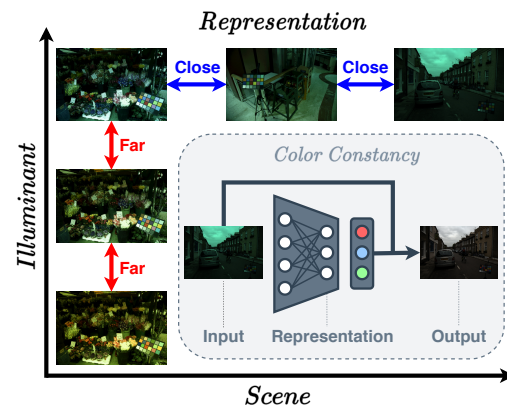 Representation
Close
Close
Far
Far
Illuminant
Color Constancy
Input
Representation
Output
Scene